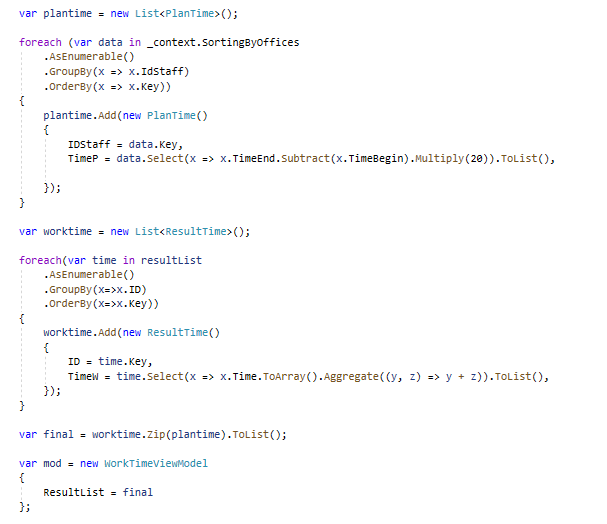 var plantime = new List<PlanTime>();
foreach (var data in _context.SortingByOffices
.AsEnumerable()
.GroupBy(x => x.IdStaff)
.OrderBy(x => x.Key))
{
plantime.Add(new PlanTime()
{
IDStaff = data.Key,
TimeP = data.Select(x => x.TimeEnd.Subtract(x.TimeBegin).Multiply(20)).ToList(),
});
}
var worktime = new List<ResultTime>();
foreach(var time in resultList
.AsEnumerable()
.GroupBy(x=>x.ID)
.OrderBy(x=>x.Key))
{
worktime.Add(new ResultTime()
{
ID = time.Key,
TimeW = time.Select(x => x.Time.ToArray().Aggregate((y, z) => y + z)).ToList(),
});
}
var final = worktime.Zip(plantime).ToList();
var mod = new WorkTimeViewModel
{
ResultList = final
};